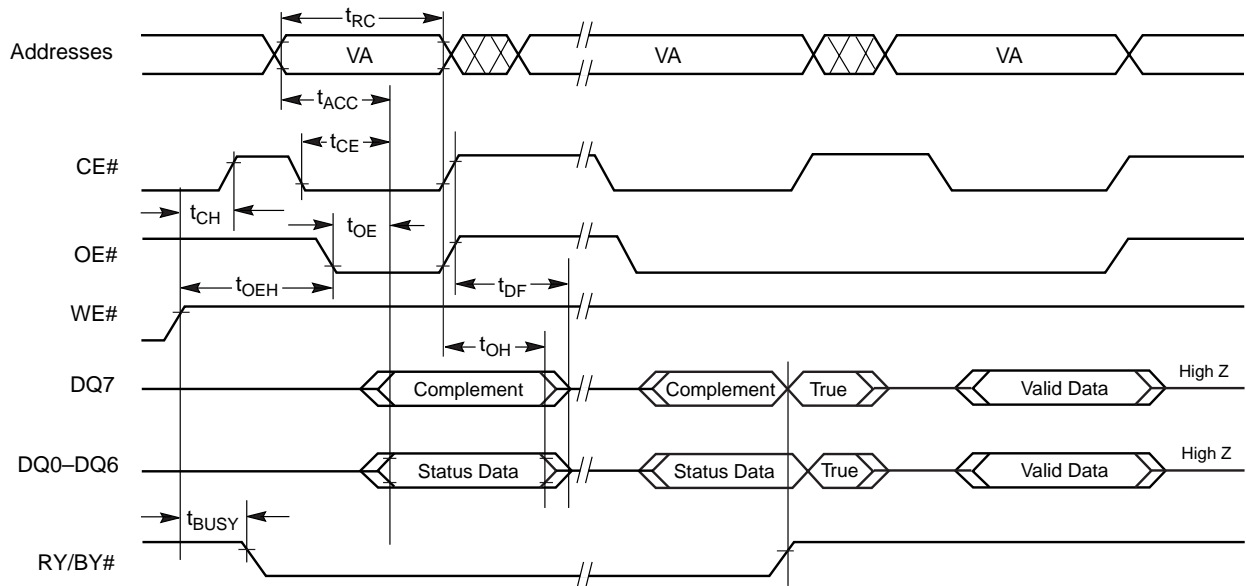 tRC
Addresses VA VA VA
tACC
tCE
CE#
tCH tOE
OE#
tOEH tDF
WE#
tOH
DQ7 Complement Complement True Valid Data High Z
DQ0–DQ6 Status Data Status Data True Valid Data High Z
tBUSY
RY/BY#